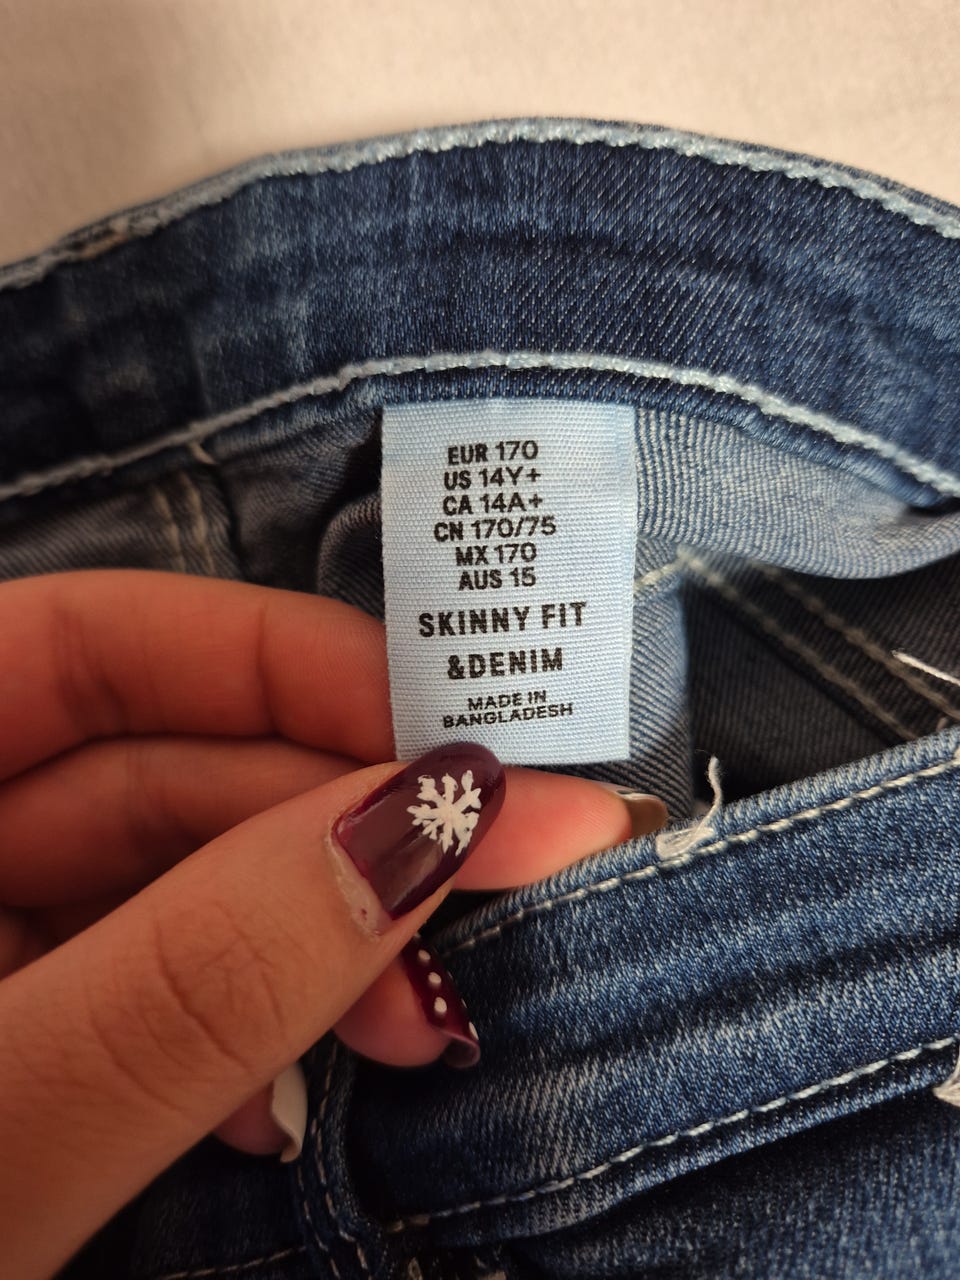 EUR 170
US 14Y+
CA 14A+
CN 170/75
MX 170
AUS 15
SKINNY FIT
&DENIM
MADE IN
BANGLADESH